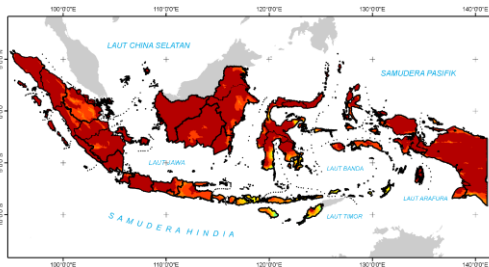 100°0'0"E 110°0'0"E 120°0'0"E 130°0'0"E 140°0'0"E
LAUT CHINA SELATAN
SAMUDERA PASIFIK
LAUT JAWA
LAUT BANDA
LAUT ARAFURA
LAUT TIMOR
SAMUDERA HINDIA
100°0'0"E 110°0'0"E 120°0'0"E 130°0'0"E 140°0'0"E